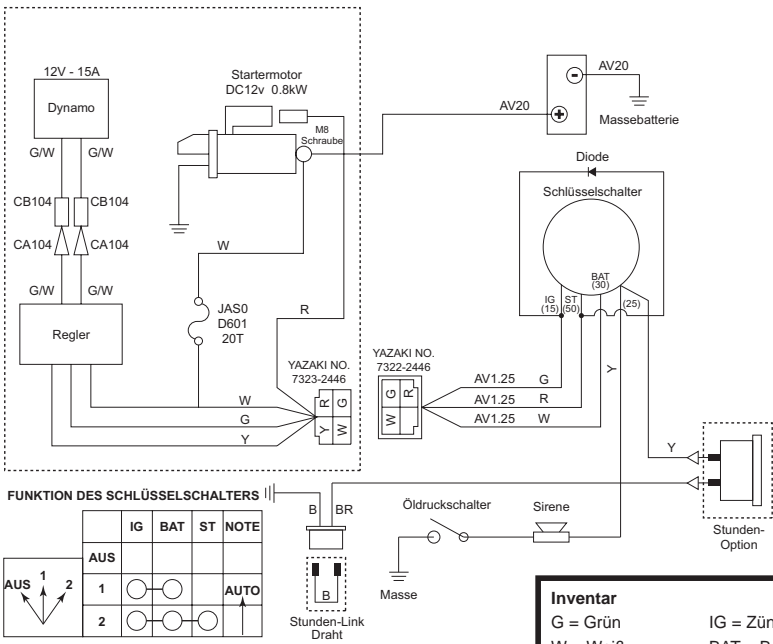 12V - 15A
Dynamo
G/W G/W
CB104 CB104
CA104 CA104
G/W G/W
Regler
Startermotor
DC12v 0.8kW
M8
Schraube
W
JAS0
D601
20T
R
W
G
Y
YAZAKI NO.
7323-2446
R G
Y W
AV20
AV20
Massebatterie
Diode
Schlüsselschalter
BAT
(30)
IG
(15)
ST
(50)
(25)
YAZAKI NO.
7322-2446
G R
W
AV1.25 G
AV1.25 R
AV1.25 W
Y
Y
Stunden-
Option
FUNKTION DES SCHLÜSSELSCHALTERS
IG BAT ST NOTE
AUS
1 AUTO
2
AUS 1 2
B BR
B
Stunden-Link
Draht
Öldruckschalter
Sirene
Masse
Inventar
G = Grün